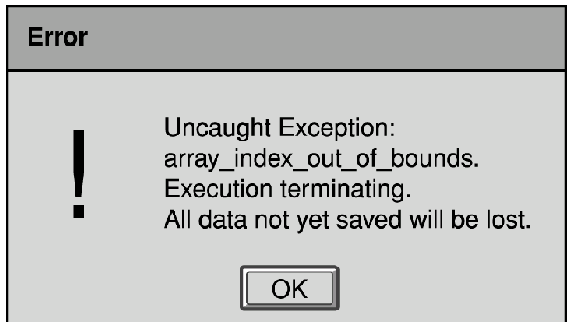 Error
!
Uncaught Exception:
array_index_out_of_bounds.
Execution terminating.
All data not yet saved will be lost.
OK